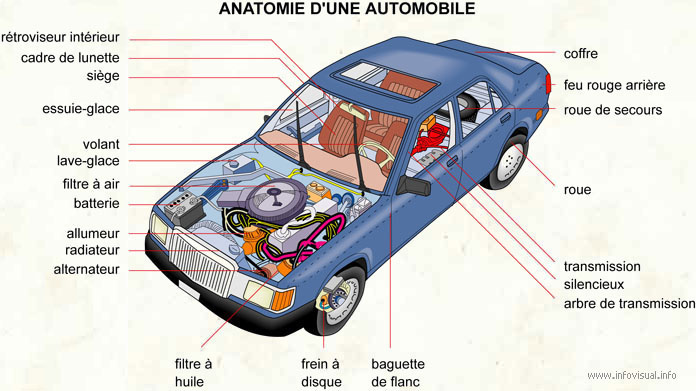 ANATOMIE D'UNE AUTOMOBILE
rétroviseur intérieur
cadre de lunette
siège
essuie-glace
volant
lave-glace
filtre à air
batterie
allumeur
radiateur
alternateur
filtre à
huile
frein à
disque
baguette
de flanc
coffre
feu rouge arrière
roue de secours
roue
transmission
silencieux
arbre de transmission
www.infovisual.info